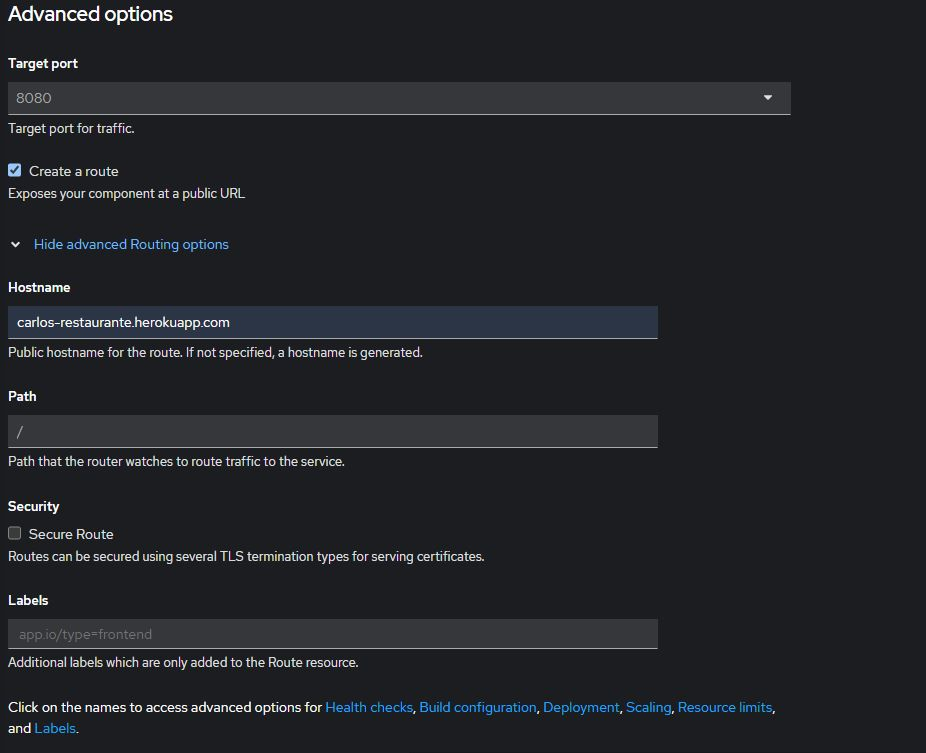 Advanced options
Target port
8080
Target port for traffic.
Create a route
Exposes your component at a public URL
Hide advanced Routing options
Hostname
carlos-restaurante.herokuapp.com
Public hostname for the route. If not specified, a hostname is generated.
Path
/
Path that the router watches to route traffic to the service.
Security
Secure Route
Routes can be secured using several TLS termination types for serving certificates.
Labels
app.io/type=frontend
Additional labels which are only added to the Route resource.
Click on the names to access advanced options for Health checks, Build configuration, Deployment, Scaling, Resource limits,
and Labels.